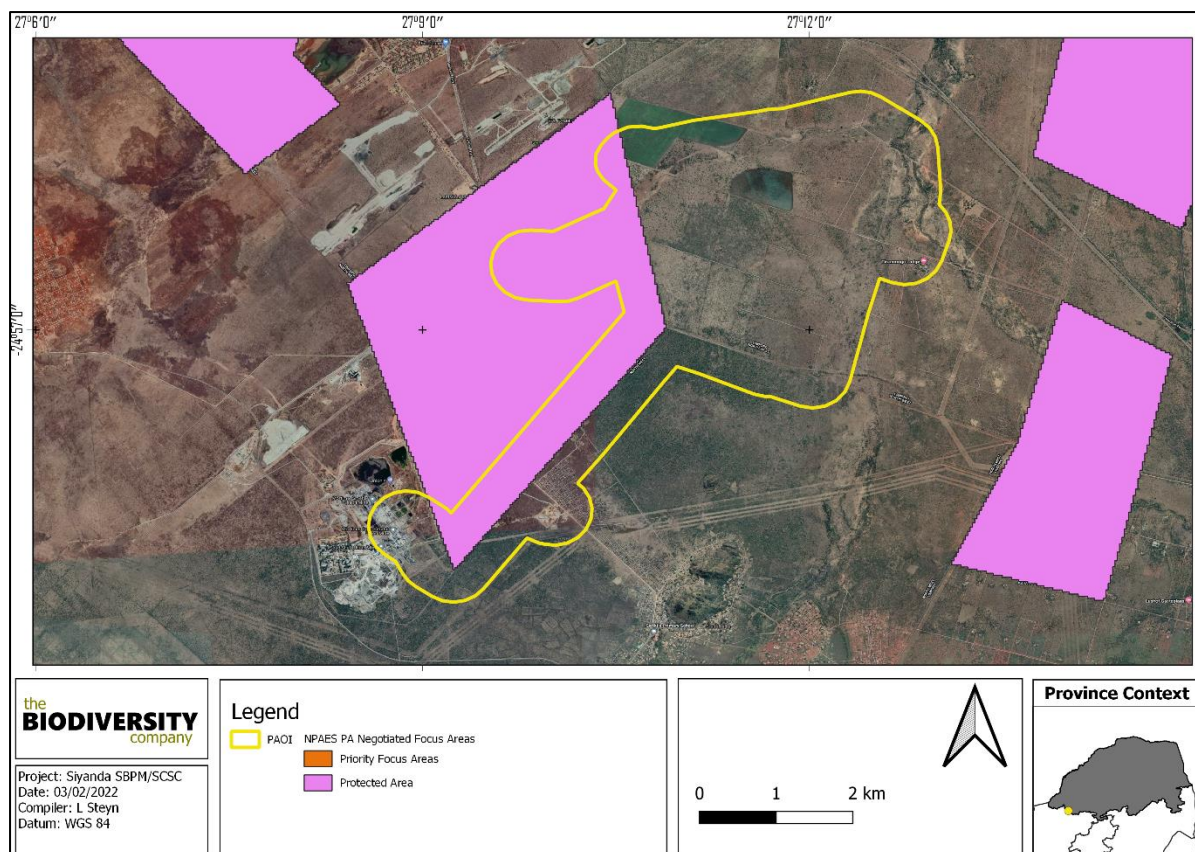 27°6'0"
27°9'0"
27°12'0"
-24°57'0"
the
BIODIVERSITY
company
Project: Siyanda SBPM/SCSC
Date: 03/02/2022
Compiler: L Steyn
Datum: WGS 84
Legend
PAOI
NPAES PA Negotiated Focus Areas
Priority Focus Areas
Protected Area
0 1 2 km
Province Context